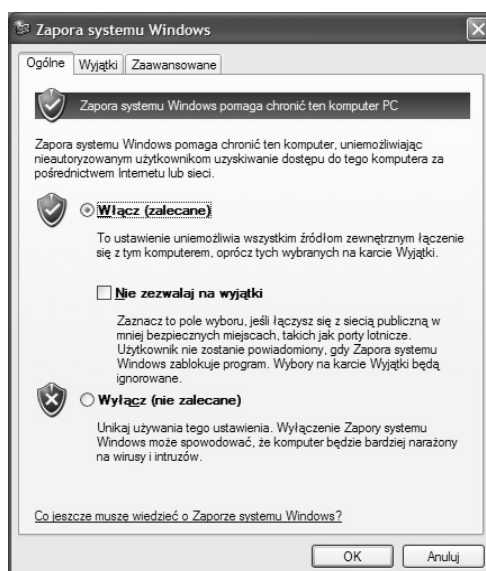 Zapora systemu Windows
Ogólne Wyjątki Zaawansowane
Zapora systemu Windows pomaga chronić ten komputer PC
Zapora systemu Windows pomaga chronić ten komputer, uniemożliwiając
nieautoryzowanym użytkownikom uzyskiwanie dostępu do tego komputera za
pośrednictwem Internetu lub sieci.
Włącz (zalecane)
To ustawienie uniemożliwia wszystkim źródłom zewnętrznym łączenie
się z tym komputerem, oprócz tych wybranych na karcie Wyjątki.
Nie zezwalaj na wyjątki
Zaznacz to pole wyboru, jeśli łączysz się z siecią publiczną w
mniej bezpiecznych miejscach, takich jak porty lotnicze.
Użytkownik nie zostanie powiadomiony, gdy Zapora systemu
Windows zablokuje program. Wybory na karcie Wyjątki będą
ignorowane.
Wyłącz (nie zalecane)
Unikaj używania tego ustawienia. Wyłączenie Zapory systemu
Windows może spowodować, że komputer będzie bardziej narażony
na wirusy i intruzów.
Co jeszcze muszę wiedzieć o Zaporze systemu Windows?
OK Anuluj